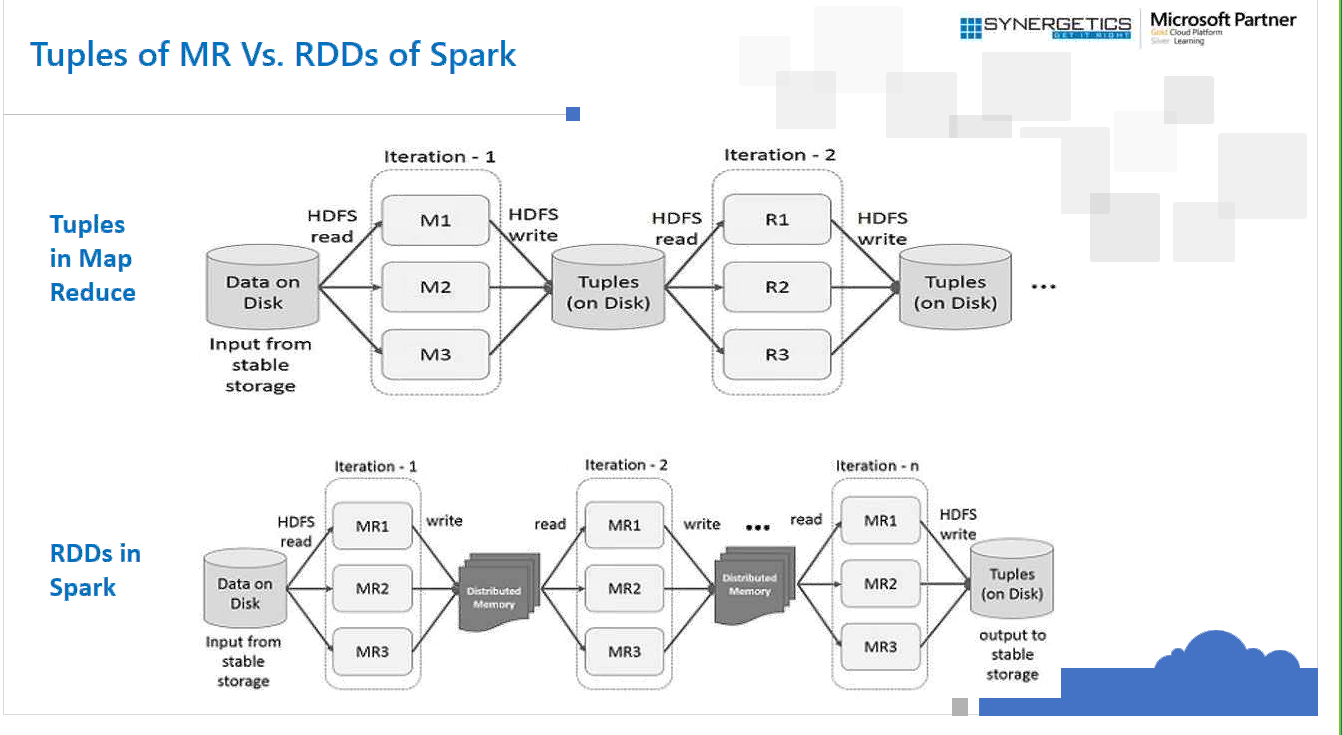 SYNERGETICS
GET IT RIGHT
Microsoft Partner
Gold Cloud Platform
Silver Learning
Tuples of MR Vs. RDDs of Spark
Tuples
in Map
Reduce
Iteration - 1
Iteration - 2
HDFS
read
M1
M2
M3
HDFS
write
HDFS
read
R1
R2
R3
HDFS
write
Data on
Disk
Input from
stable
storage
Tuples
(on Disk)
Tuples
(on Disk)
...
RDDs in
Spark
Iteration - 1
Iteration - 2
Iteration - n
HDFS
read
MR1
MR2
MR3
write
read
MR1
MR2
MR3
write
...
read
MR1
MR2
MR3
HDFS
write
Data on
Disk
Input from
stable
storage
Distributed
Memory
Distributed
Memory
Tuples
(on Disk)
output to
stable
storage